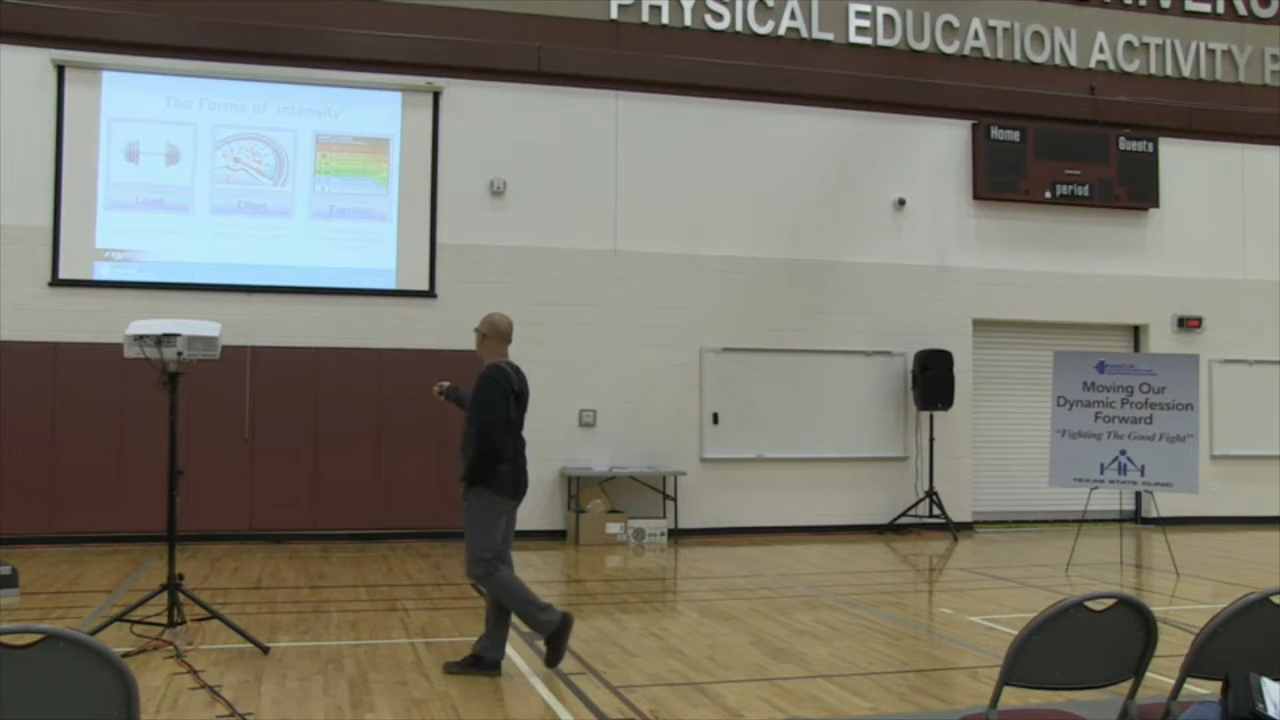 PHYSICAL EDUCATION ACTIVITY
The Forms of Intensity
Load
Effort
Home
Guests
period
Moving Our
Dynamic Profession
Forward
"Fighting The Good Fight"
TEXAS STATE CLINIC